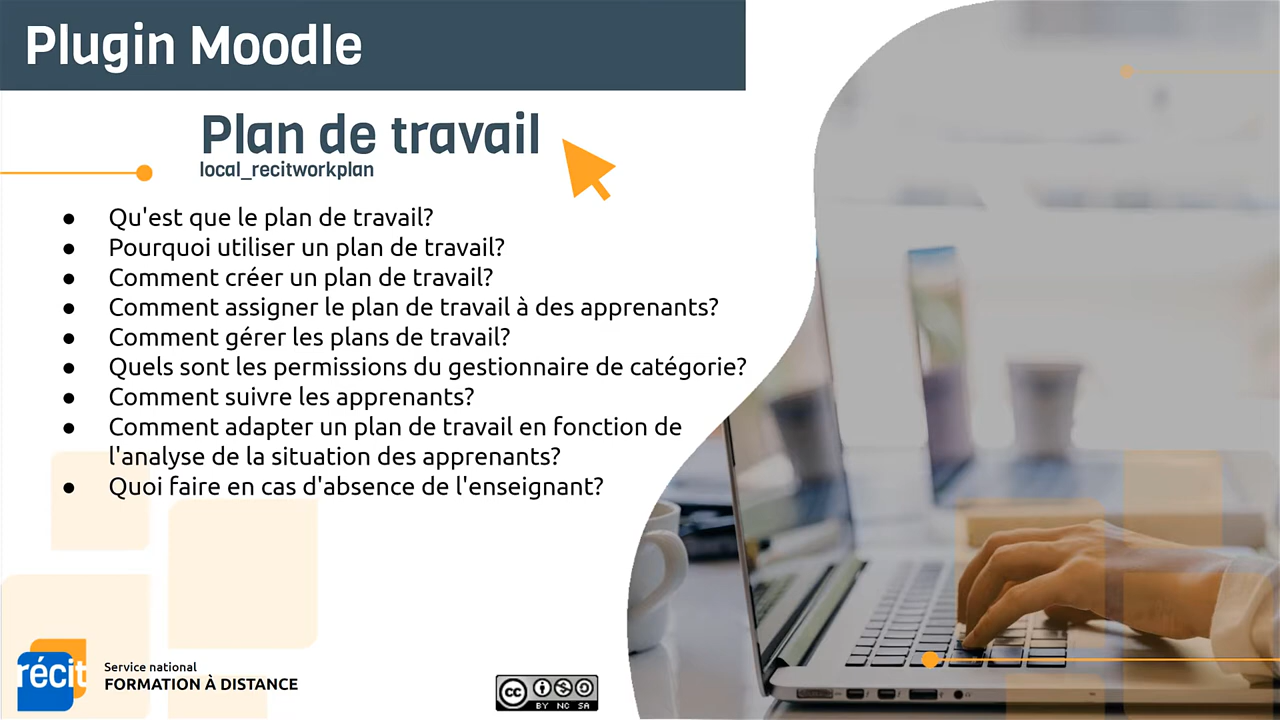 Plugin Moodle
Plan de travail
local_recitworkplan
● Qu'est que le plan de travail?
● Pourquoi utiliser un plan de travail?
● Comment créer un plan de travail?
● Comment assigner le plan de travail à des apprenants?
● Comment gérer les plans de travail?
● Quels sont les permissions du gestionnaire de catégorie?
● Comment suivre les apprenants?
● Comment adapter un plan de travail en fonction de
l'analyse de la situation des apprenants?
● Quoi faire en cas d'absence de l'enseignant?
récit
Service national
FORMATION À DISTANCE
cc
BY NC SA